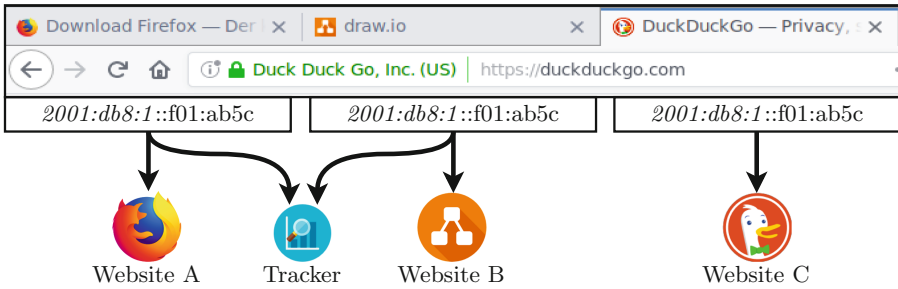 Download Firefox — Der
draw.io
DuckDuckGo — Privacy, s
Duck Duck Go, Inc. (US)
https://duckduckgo.com
2001:db8:1::f01:ab5c
2001:db8:1::f01:ab5c
2001:db8:1::f01:ab5c
Website A
Tracker
Website B
Website C